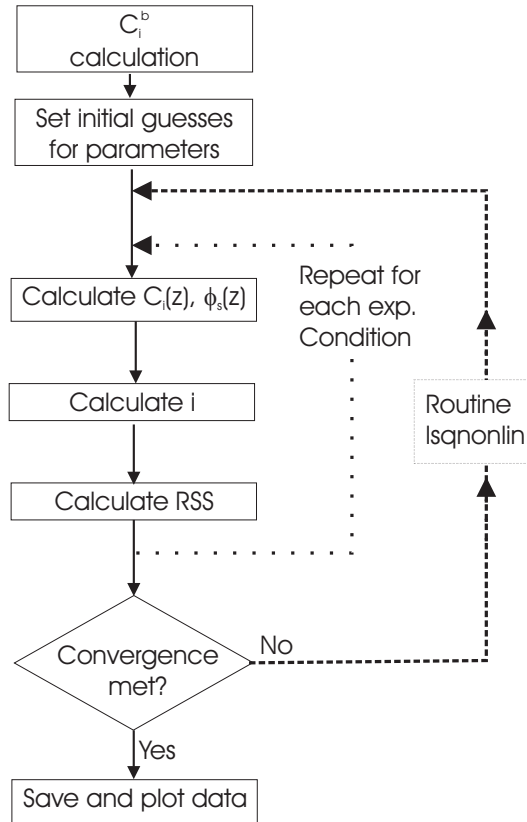 C_i^b
calculation
Set initial guesses
for parameters
Calculate C_i(z), ϕ_s(z)
Repeat for
each exp.
Condition
Calculate i
Routine
lsqnonlin
Calculate RSS
Convergence
met?
No
Yes
Save and plot data